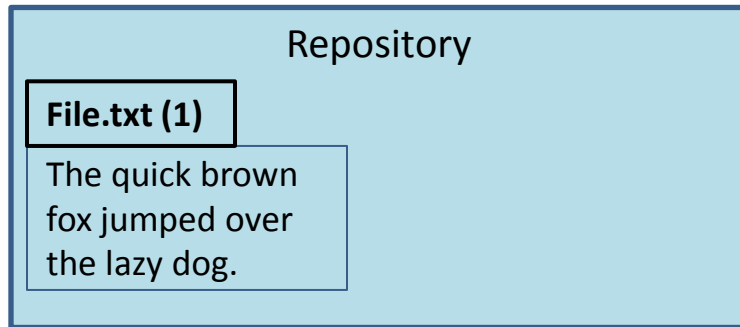 Repository
File.txt (1)
The quick brown
fox jumped over
the lazy dog.